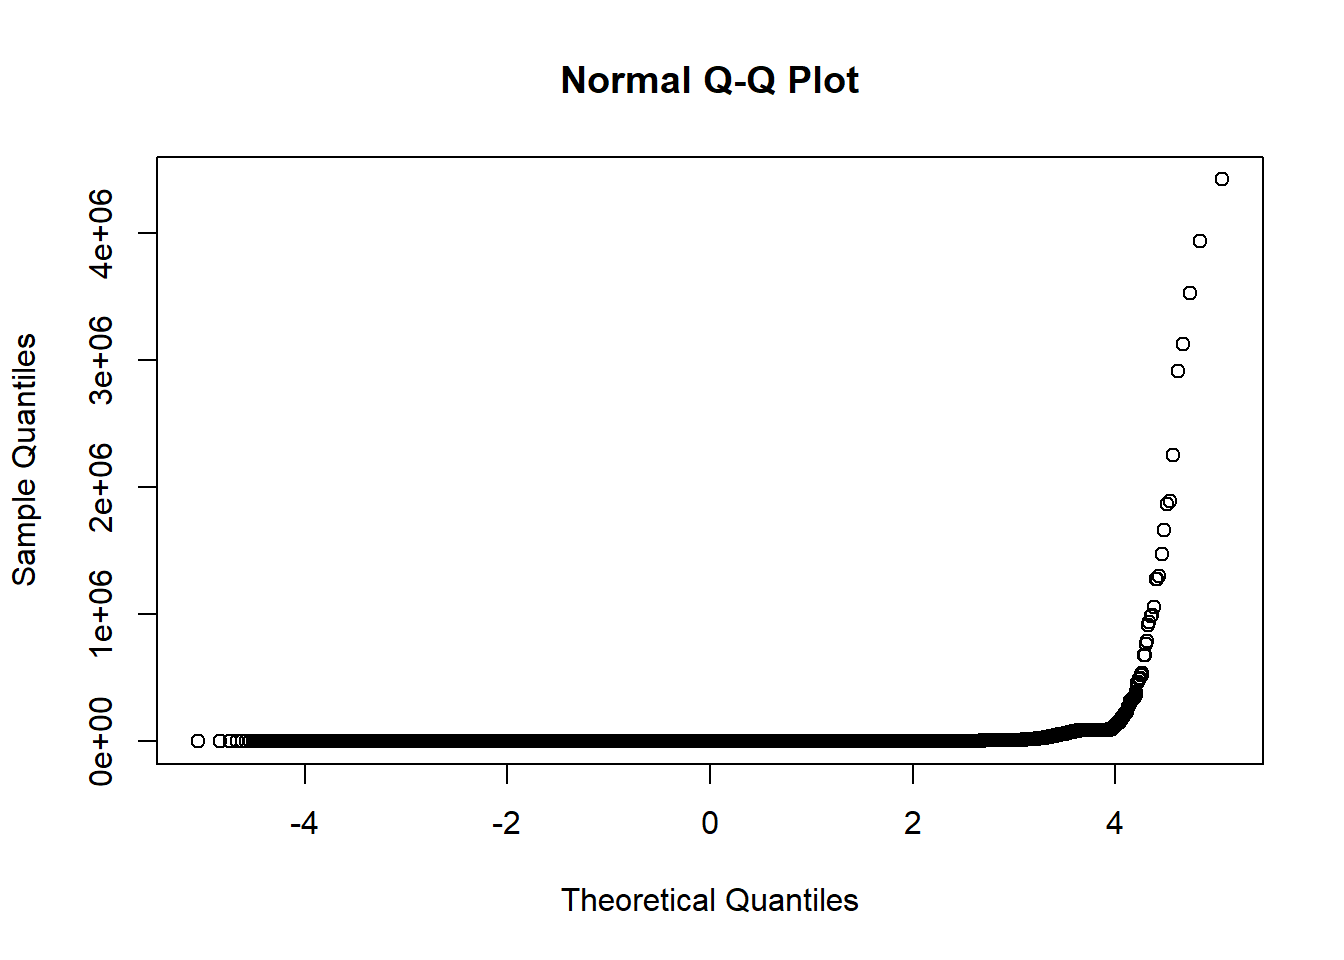 Normal Q-Q Plot
Sample Quantiles
4e+06
3e+06
2e+06
1e+06
0e+00
-4 -2 0 2 4
Theoretical Quantiles